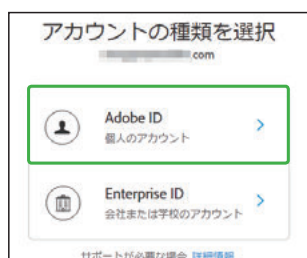 アカウントの種類を選択
com
Adobe ID
個人のアカウント
Enterprise ID
会社または学校のアカウント
サポートが必要な場合 詳細情報